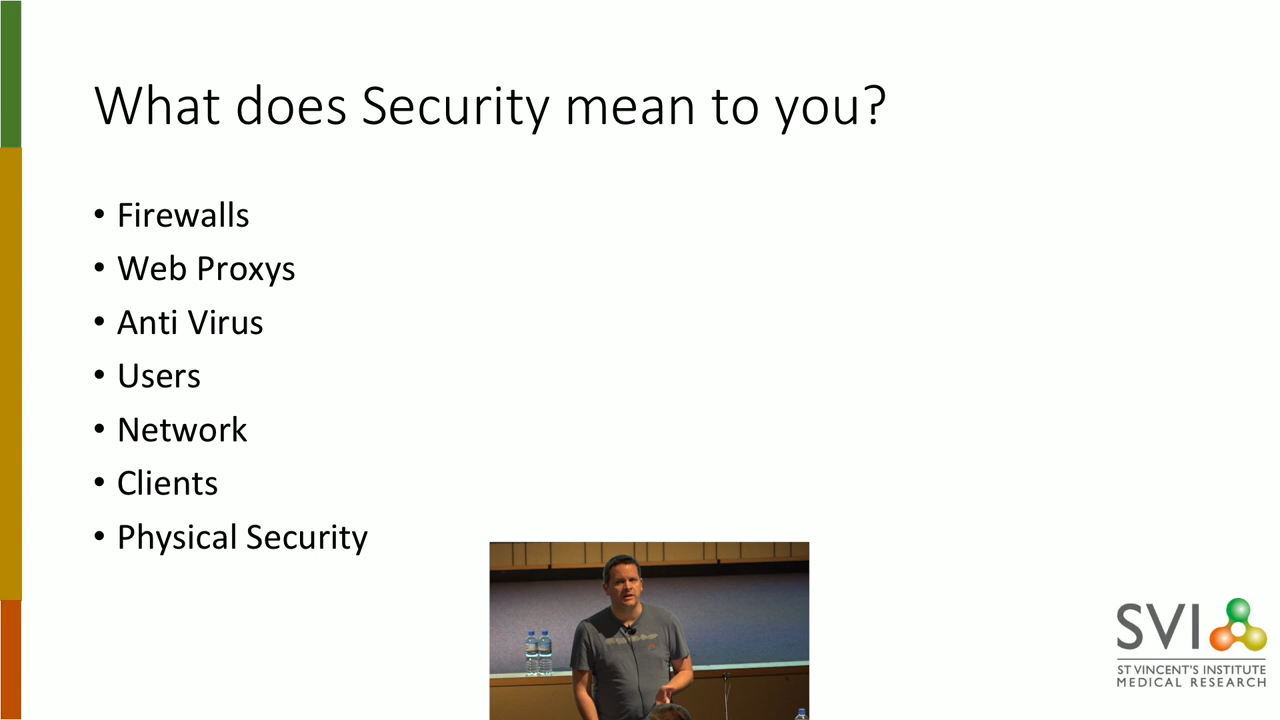 What does Security mean to you?
• Firewalls
• Web Proxys
• Anti Virus
• Users
• Network
• Clients
• Physical Security
SVI
ST VINCENT'S INSTITUTE
MEDICAL RESEARCH